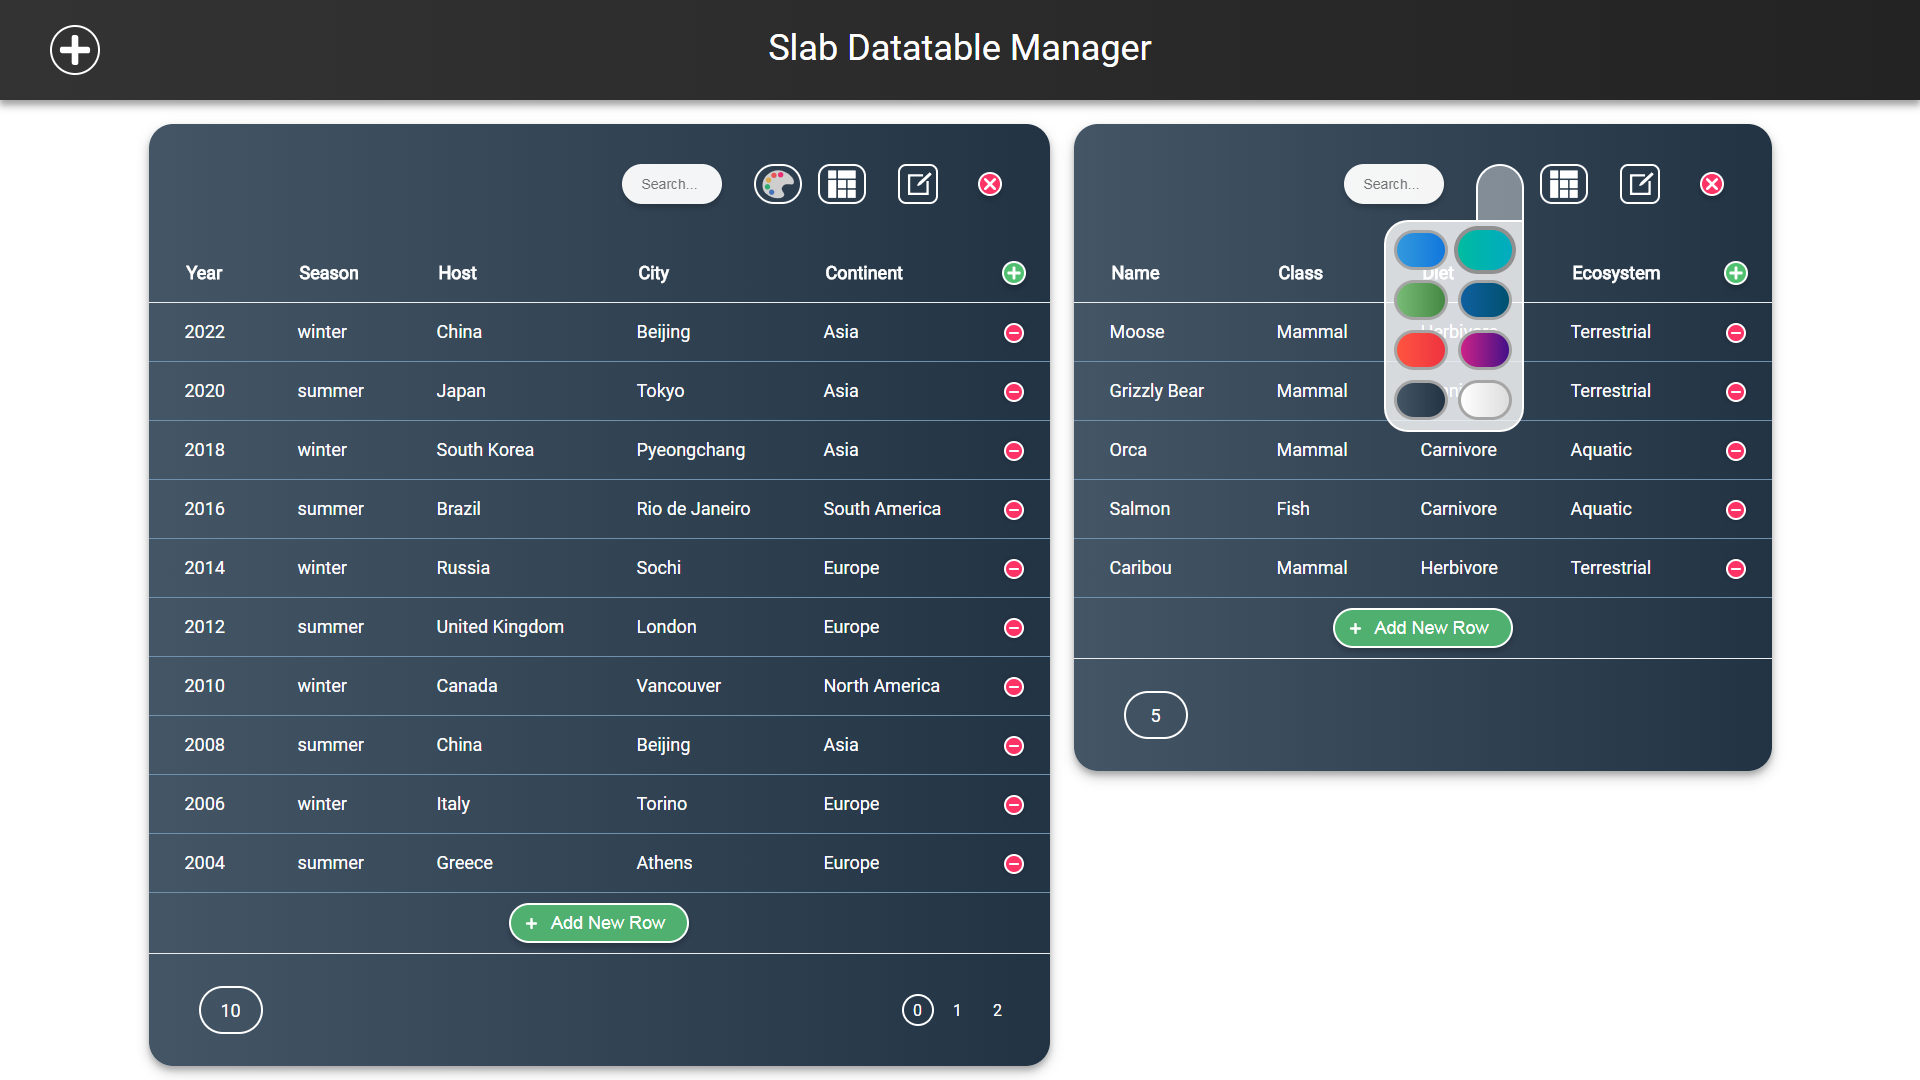 Slab Datatable Manager
Search...
Year Season Host City Continent
2022 winter China Beijing Asia
2020 summer Japan Tokyo Asia
2018 winter South Korea Pyeongchang Asia
2016 summer Brazil Rio de Janeiro South America
2014 winter Russia Sochi Europe
2012 summer United Kingdom London Europe
2010 winter Canada Vancouver North America
2008 summer China Beijing Asia
2006 winter Italy Torino Europe
2004 summer Greece Athens Europe
+ Add New Row
10 0 1 2
Search...
Name Class Diet Ecosystem
Moose Mammal Herbivore Terrestrial
Grizzly Bear Mammal Terrestrial
Orca Mammal Carnivore Aquatic
Salmon Fish Carnivore Aquatic
Caribou Mammal Herbivore Terrestrial
+ Add New Row
5